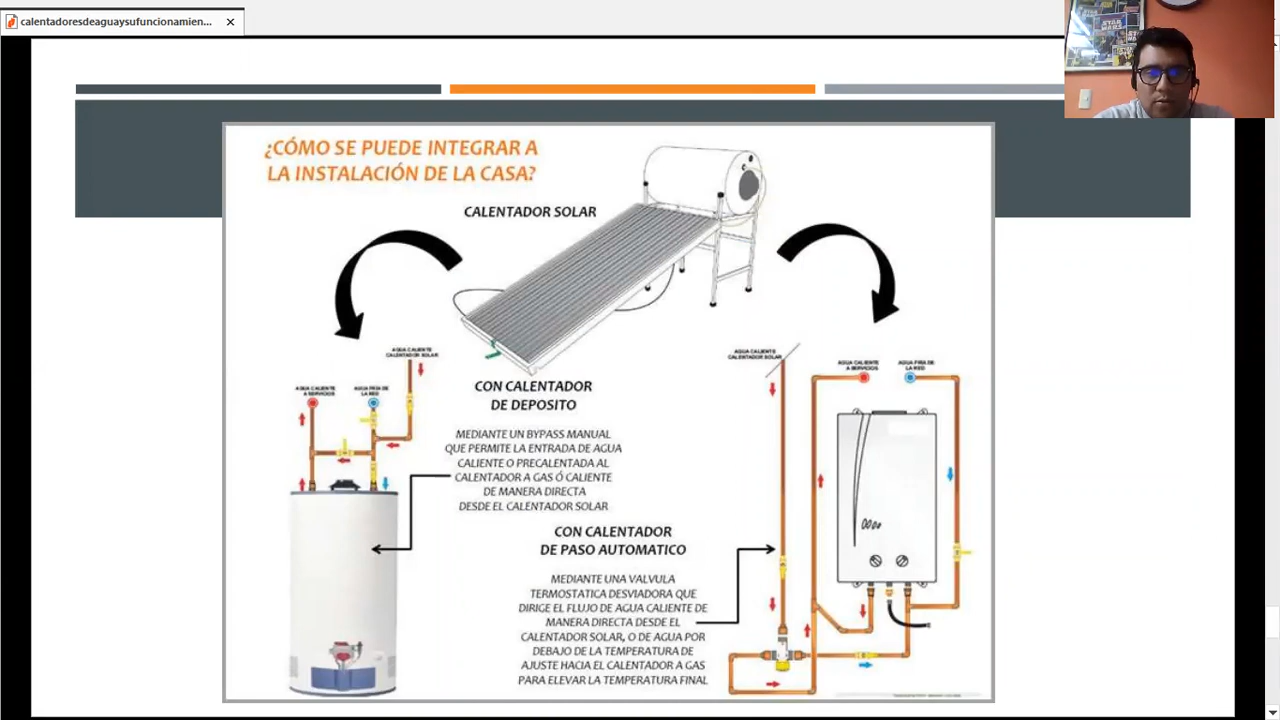 calentadoresdeaguaysufuncionamien...
STAR
WARS
¿CÓMO SE PUEDE INTEGRAR A
LA INSTALACIÓN DE LA CASA?
CALENTADOR SOLAR
AGUA CALIENTE
CALENTADOR SOLAR
AGUA CALIENTE
A SERVICIOS
AGUA FRIA DE
LA RED
CON CALENTADOR
DE DEPOSITO
MEDIANTE UN BYPASS MANUAL
QUE PERMITE LA ENTRADA DE AGUA
CALIENTE O PRECALENTADA AL
CALENTADOR A GAS Ó CALIENTE
DE MANERA DIRECTA
DESDE EL CALENTADOR SOLAR
AGUA CALIENTE
CALENTADOR SOLAR
AGUA CALIENTE
A SERVICIOS
AGUA FRIA DE
LA RED
CON CALENTADOR
DE PASO AUTOMATICO
MEDIANTE UNA VALVULA
TERMOSTATICA DESVIADORA QUE
DIRIGE EL FLUJO DE AGUA CALIENTE DE
MANERA DIRECTA DESDE EL
CALENTADOR SOLAR, O DE AGUA POR
DEBAJO DE LA TEMPERATURA DE
AJUSTE HACIA EL CALENTADOR A GAS
PARA ELEVAR LA TEMPERATURA FINAL